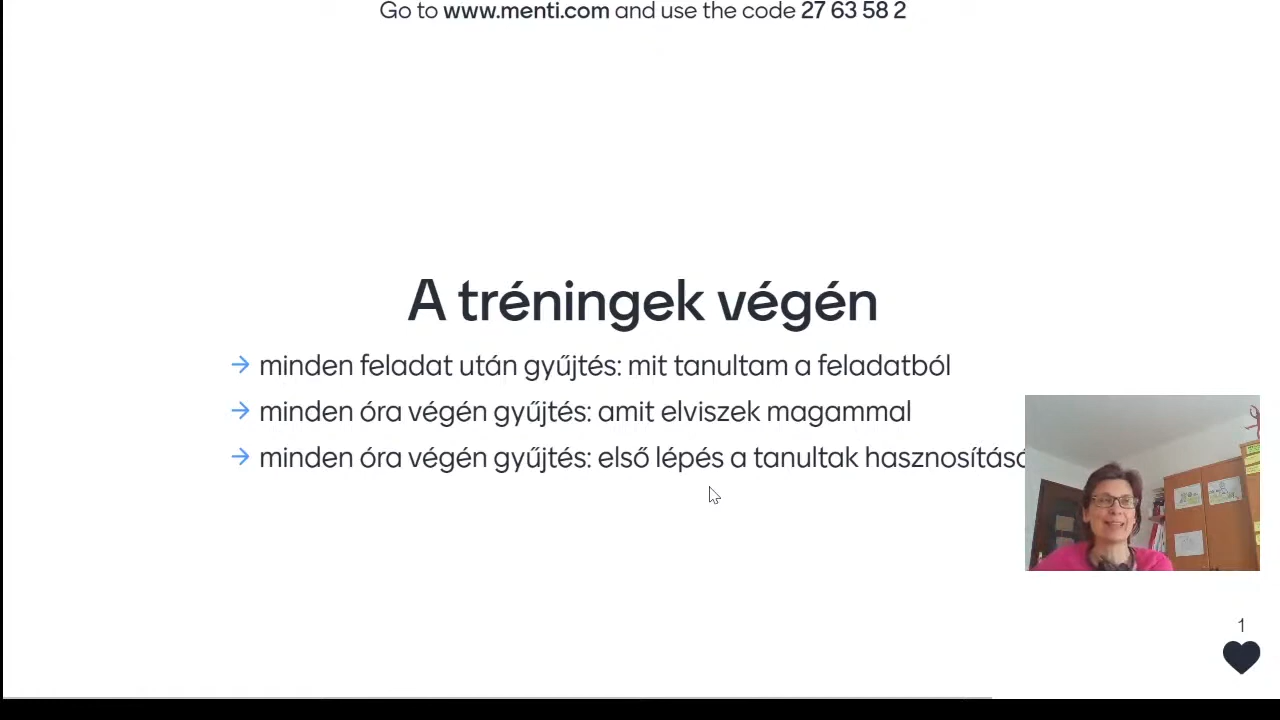 Go to www.menti.com and use the code 27 63 58 2
A tréningek végén
→ minden feladat után gyűjtés: mit tanultam a feladatból
→ minden óra végén gyűjtés: amit elviszek magammal
→ minden óra végén gyűjtés: első lépés a tanultak
1